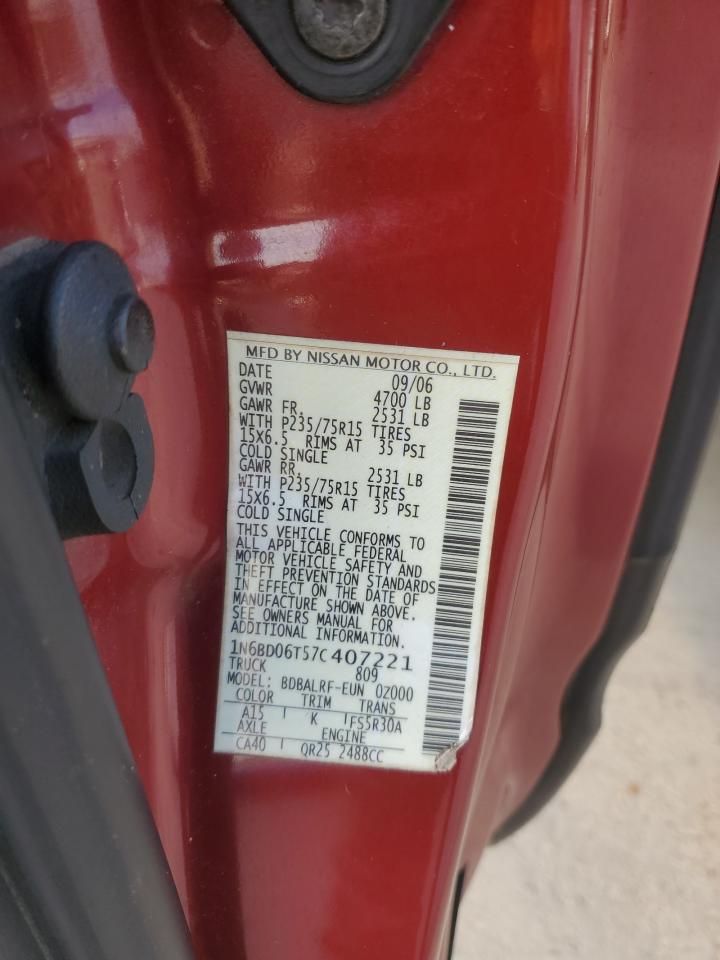 MFD BY NISSAN MOTOR CO., LTD.
DATE 09/06
GVWR 4700 LB
GAWR FR. 2531 LB
WITH P235/75R15 TIRES
15X6.5 RIMS AT 35 PSI
COLD SINGLE
GAWR RR. 2531 LB
WITH P235/75R15 TIRES
15X6.5 RIMS AT 35 PSI
COLD SINGLE
THIS VEHICLE CONFORMS TO
ALL APPLICABLE FEDERAL
MOTOR VEHICLE SAFETY AND
THEFT PREVENTION STANDARDS
IN EFFECT ON THE DATE OF
MANUFACTURE SHOWN ABOVE.
SEE OWNERS MANUAL FOR
ADDITIONAL INFORMATION.
1N6BD06T57C407221
TRUCK 809
MODEL: BDBALRF-EUN 0Z000
COLOR TRIM TRANS
A15 K FS5R30A
AXLE ENGINE
CA40 QR25 2488CC